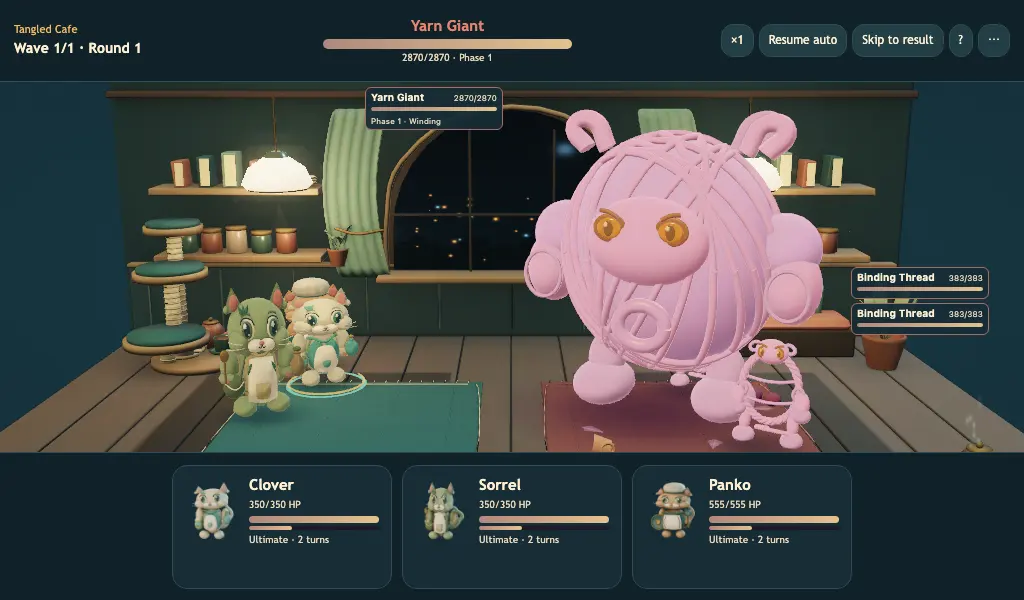 Tangled Cafe
Wave 1/1 · Round 1
Yarn Giant
2870/2870 · Phase 1
×1
Resume auto
Skip to result
?
···
Yarn Giant 2870/2870
Phase 1 · Winding
Binding Thread 383/383
Binding Thread 383/383
Clover
350/350 HP
Ultimate · 2 turns
Sorrel
350/350 HP
Ultimate · 2 turns
Panko
555/555 HP
Ultimate · 2 turns